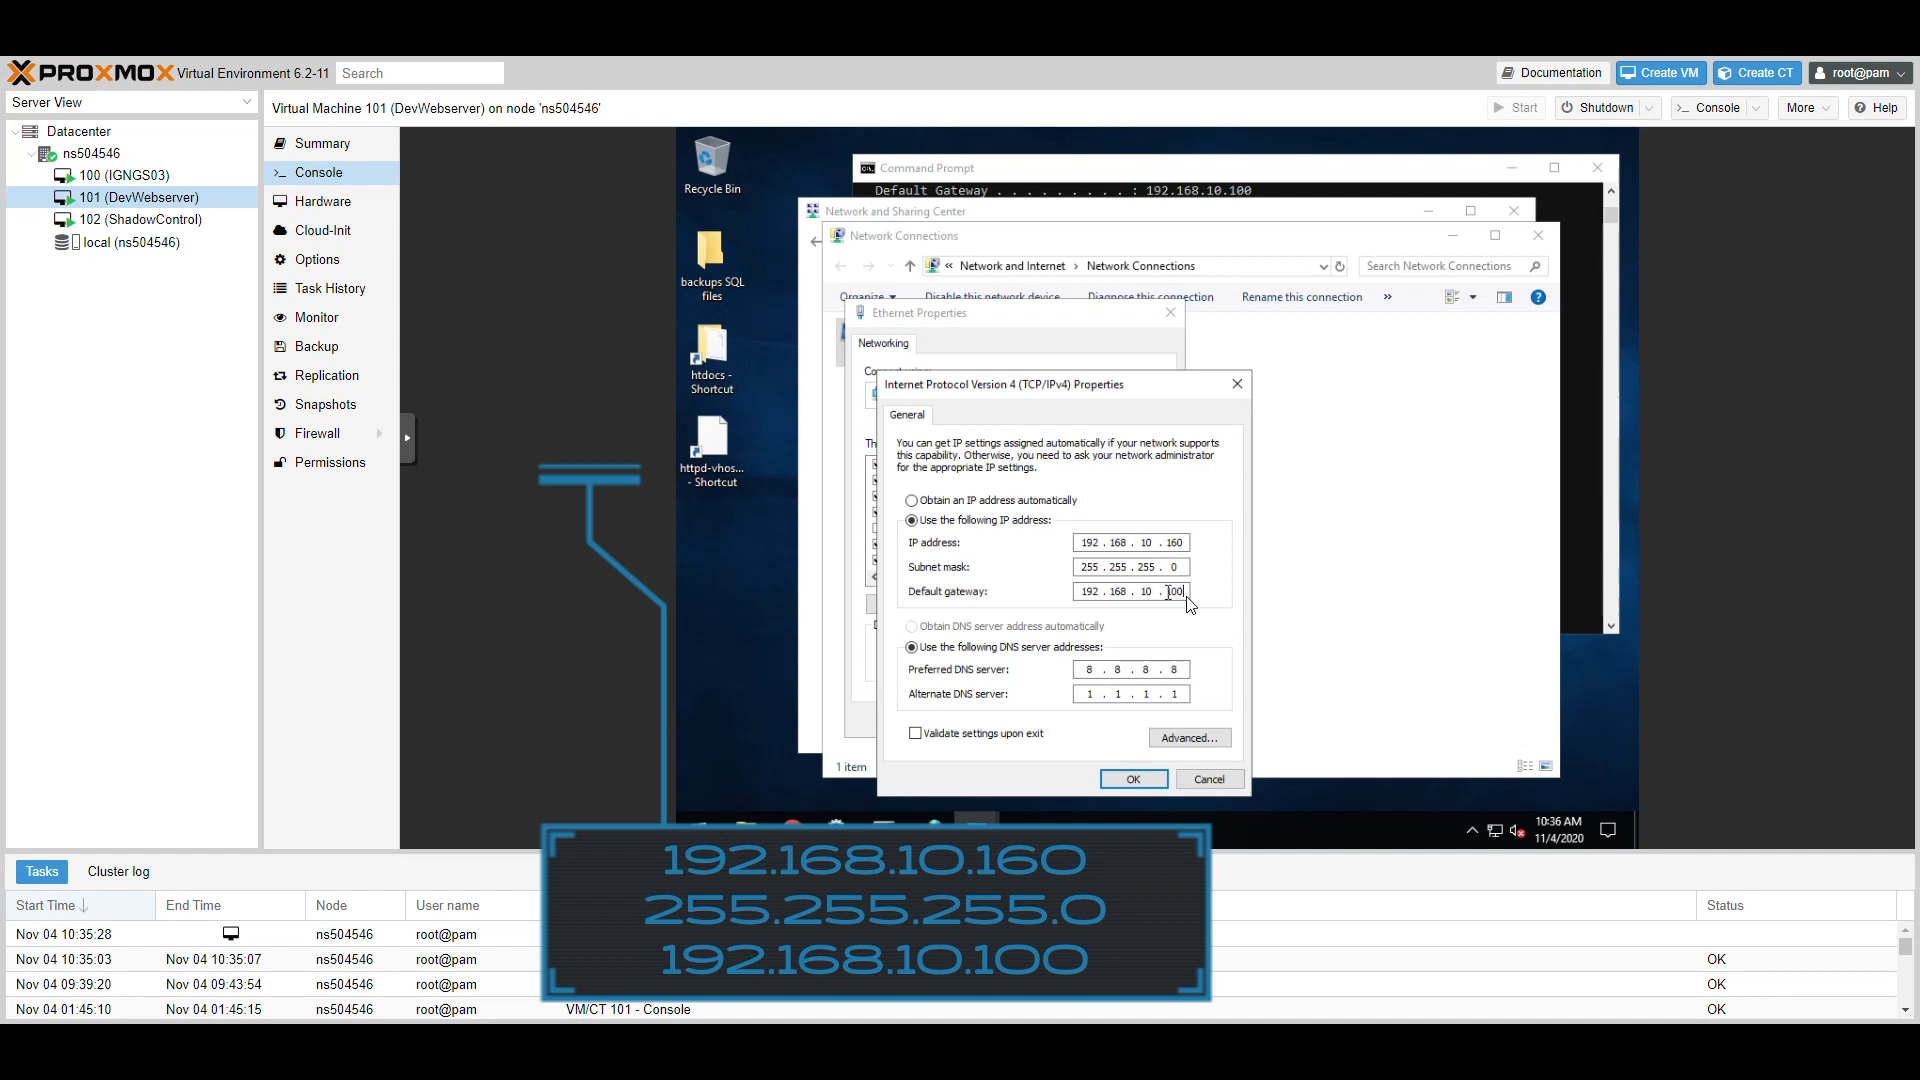 PROXMOX Virtual Environment 6.2-11 Search
Documentation Create VM Create CT root@pam
Server View
Virtual Machine 101 (DevWebserver) on node 'ns504546'
Start Shutdown Console More Help
Datacenter
ns504546
100 (IGNGS03)
101 (DevWebserver)
102 (ShadowControl)
local (ns504546)
Summary
>_ Console
Hardware
Cloud-Init
Options
Task History
Monitor
Backup
Replication
Snapshots
Firewall
Permissions
Recycle Bin
backups SQL
files
htdocs -
Shortcut
httpd-vhos...
- Shortcut
Command Prompt
Default Gateway . . . . . . . . . : 192.168.10.100
Network and Sharing Center
Network Connections
« Network and Internet › Network Connections
Search Network Connections
Organize Disable this network device Diagnose this connection Rename this connection »
Ethernet Properties
Networking
Internet Protocol Version 4 (TCP/IPv4) Properties
General
You can get IP settings assigned automatically if your network supports
this capability. Otherwise, you need to ask your network administrator
for the appropriate IP settings.
Obtain an IP address automatically
Use the following IP address:
IP address: 192 . 168 . 10 . 160
Subnet mask: 255 . 255 . 255 . 0
Default gateway: 192 . 168 . 10 . 100
Obtain DNS server address automatically
Use the following DNS server addresses:
Preferred DNS server: 8 . 8 . 8 . 8
Alternate DNS server: 1 . 1 . 1 . 1
Validate settings upon exit
Advanced...
OK Cancel
1 item
10:36 AM
11/4/2020
192.168.10.160
255.255.255.0
192.168.10.100
Tasks Cluster log
Start Time End Time Node User name Status
Nov 04 10:35:28 ns504546 root@pam
Nov 04 10:35:03 Nov 04 10:35:07 ns504546 root@pam OK
Nov 04 09:39:20 Nov 04 09:43:54 ns504546 root@pam OK
Nov 04 01:45:10 Nov 04 01:45:15 ns504546 root@pam VM/CT 101 - Console OK